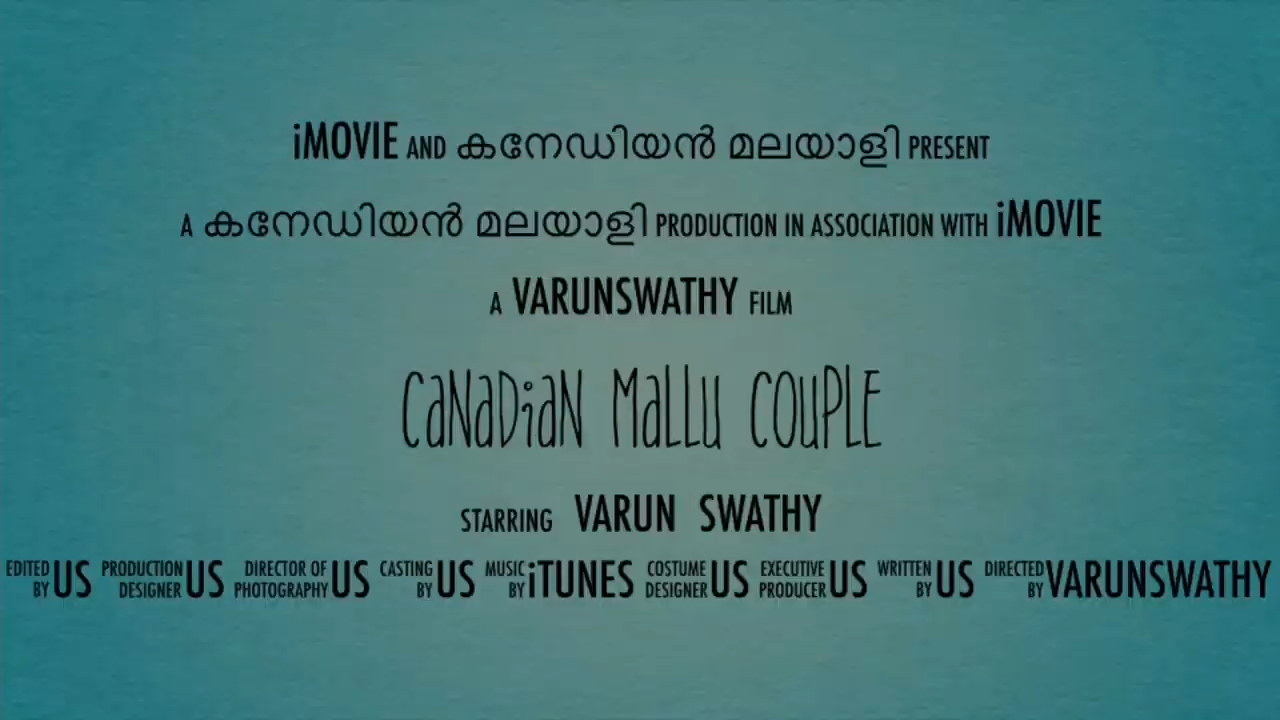 iMOVIE AND കനേഡിയൻ മലയാളി PRESENT
A കനേഡിയൻ മലയാളി PRODUCTION IN ASSOCIATION WITH iMOVIE
A VARUNSWATHY FILM
CaNaDiaN MaLLU COUPLE
STARRING VARUN SWATHY
EDITED BY US PRODUCTION DESIGNER US DIRECTOR OF PHOTOGRAPHY US CASTING BY US MUSIC BY iTUNES COSTUME DESIGNER US EXECUTIVE PRODUCER US WRITTEN BY US DIRECTED BY VARUNSWATHY